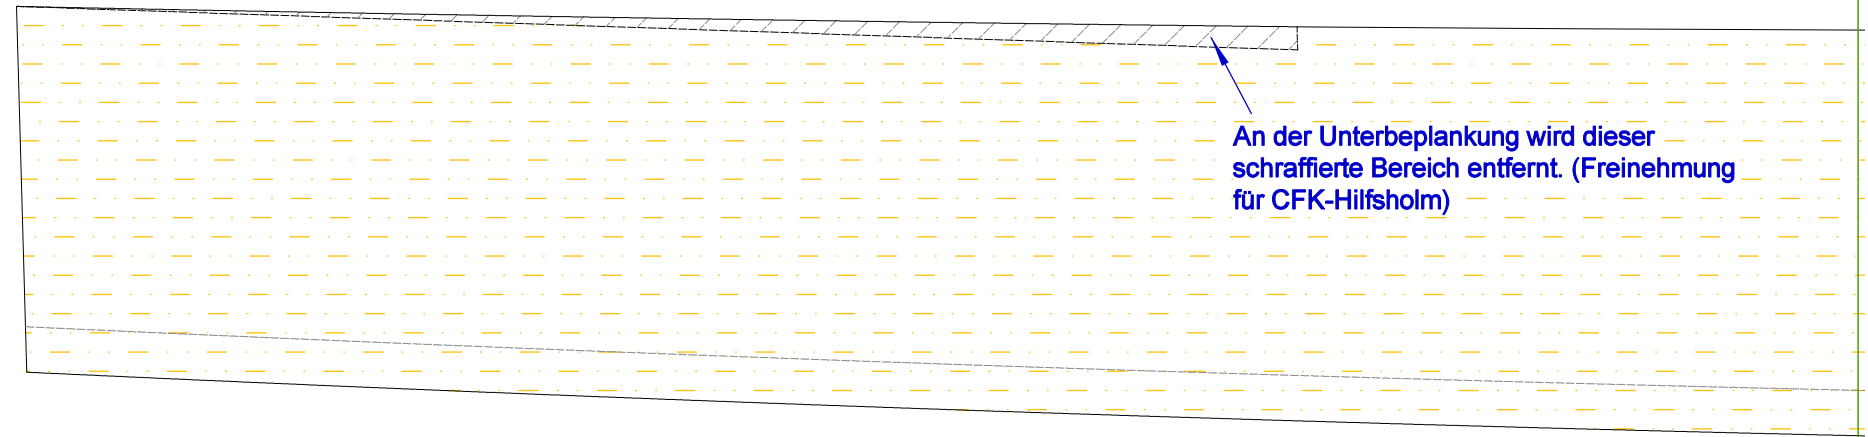 An der Unterbeplankung wird dieser
schraffierte Bereich entfernt. (Freinehmung
für CFK-Hilfsholm)